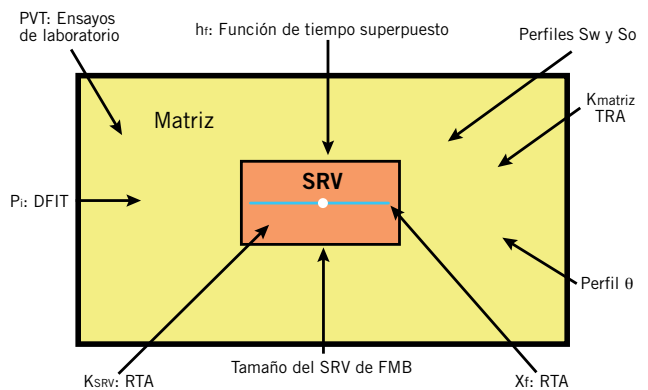 PVT: Ensayos
de laboratorio
hf: Función de tiempo superpuesto
Perfiles Sw y So
Kmatriz
TRA
Matriz
SRV
Pi: DFIT
Perfil θ
KSRV: RTA
Tamaño del SRV de FMB
Xf: RTA